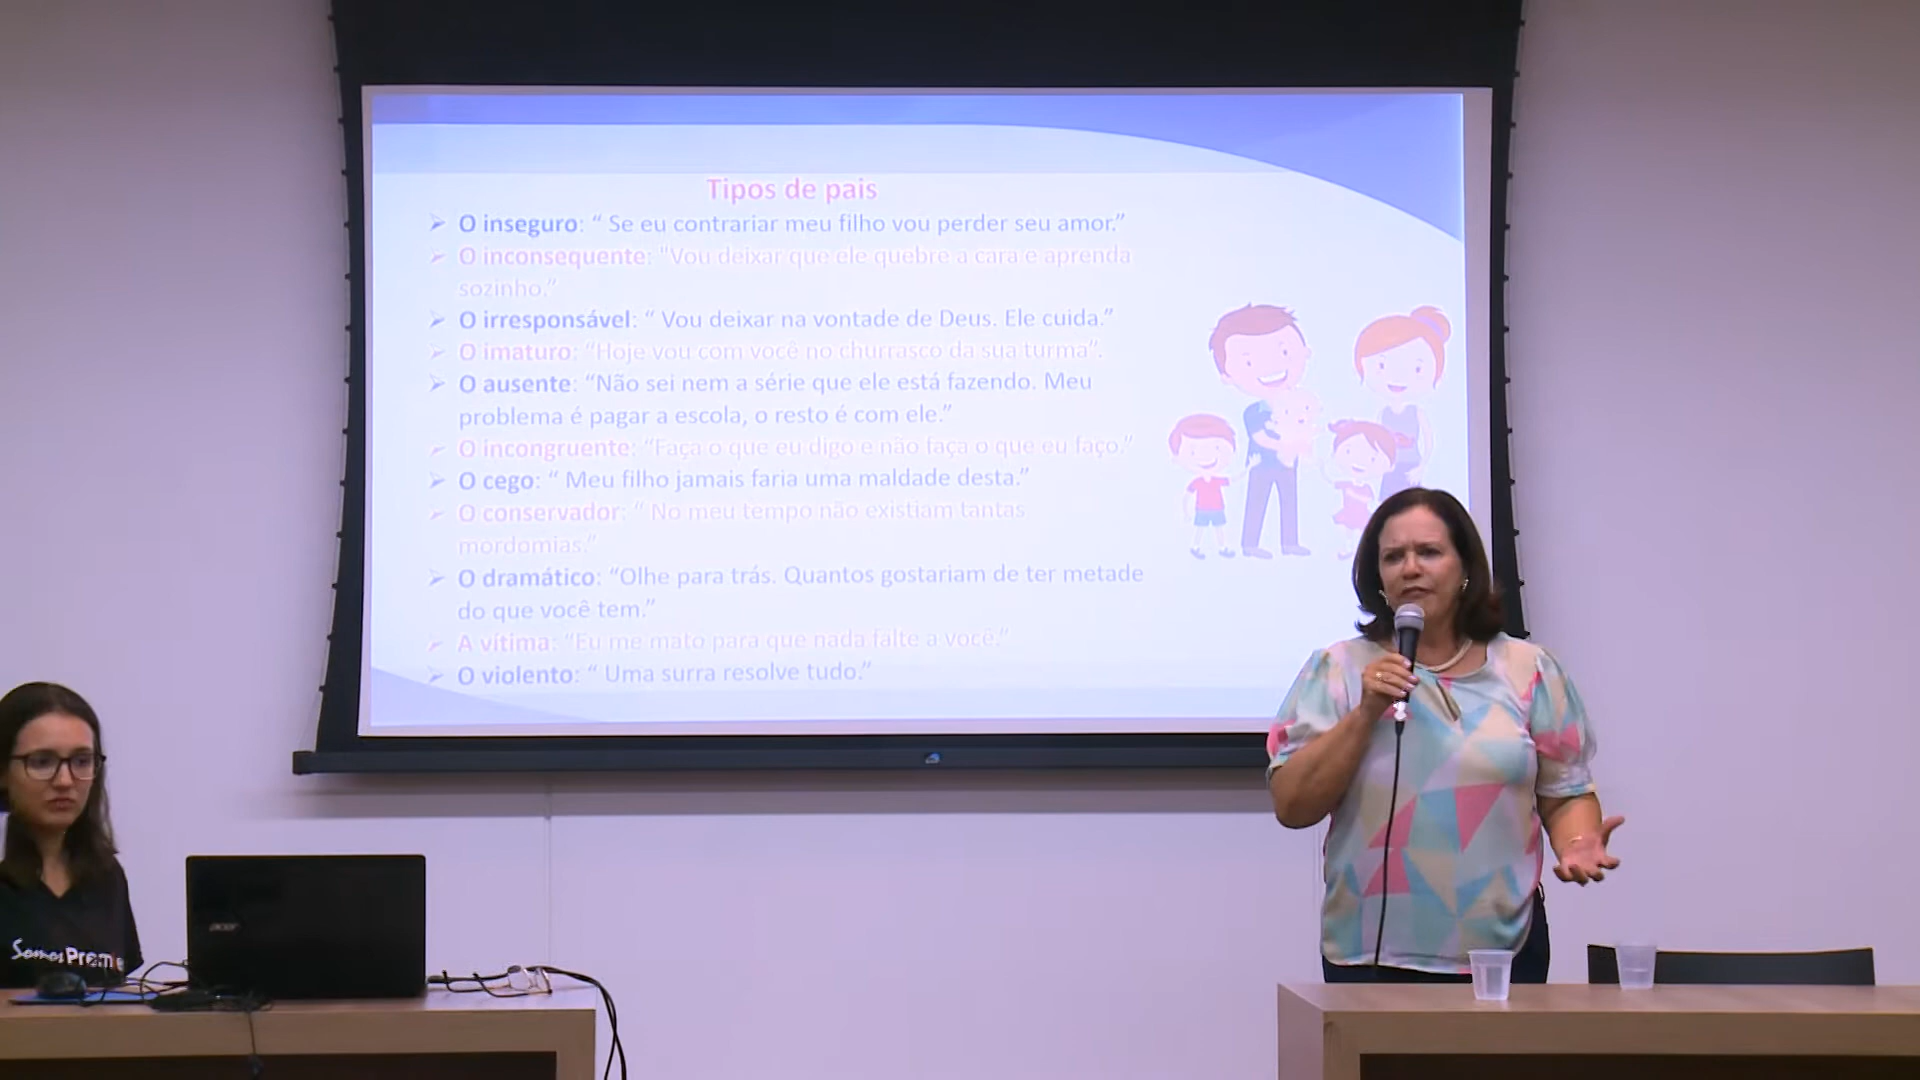 Tipos de pais
➢ O inseguro: “ Se eu contrariar meu filho vou perder seu amor.”
➢ O inconsequente: “Vou deixar que ele quebre a cara e aprenda
sozinho.”
➢ O irresponsável: “ Vou deixar na vontade de Deus. Ele cuida.”
➢ O imaturo: “Hoje vou com você no churrasco da sua turma”.
➢ O ausente: “Não sei nem a série que ele está fazendo. Meu
problema é pagar a escola, o resto é com ele.”
➢ O incongruente: “Faça o que eu digo e não faça o que eu faço.”
➢ O cego: “ Meu filho jamais faria uma maldade desta.”
➢ O conservador: “ No meu tempo não existiam tantas
mordomias.”
➢ O dramático: “Olhe para trás. Quantos gostariam de ter metade
do que você tem.”
➢ A vítima: “Eu me mato para que nada falte a você.”
➢ O violento: “ Uma surra resolve tudo.”
acer
Somos Prem e